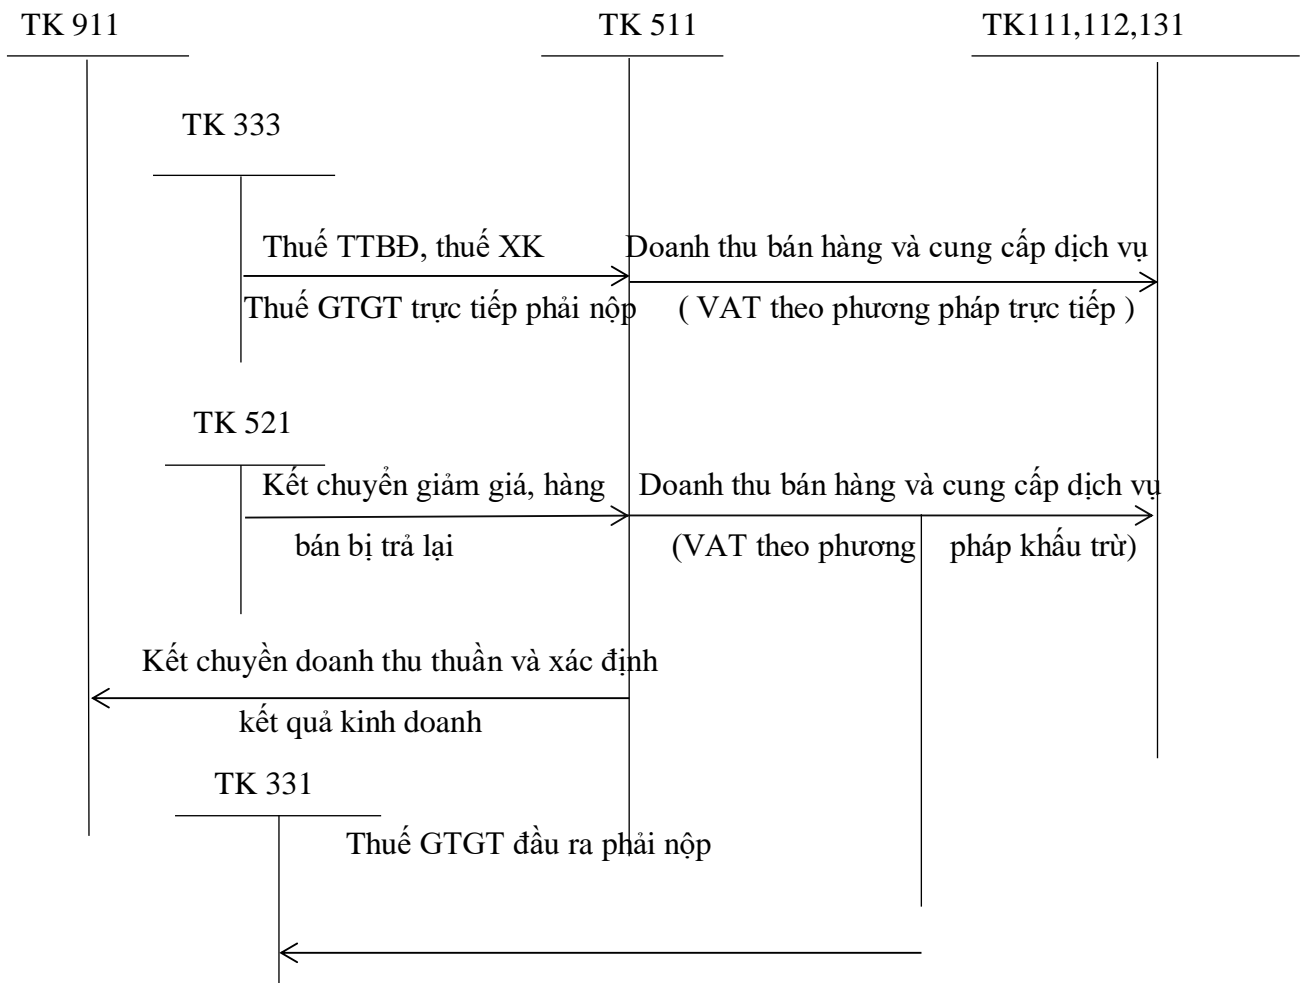 TK 911
TK 511
TK111,112,131
TK 333
Thuế TTBĐ, thuế XK
Doanh thu bán hàng và cung cấp dịch vụ
Thuế GTGT trực tiếp phải nộp
( VAT theo phương pháp trực tiếp )
TK 521
Kết chuyển giảm giá, hàng
Doanh thu bán hàng và cung cấp dịch vụ
bán bị trả lại
(VAT theo phương pháp khấu trừ)
Kết chuyền doanh thu thuần và xác định
kết quả kinh doanh
TK 331
Thuế GTGT đầu ra phải nộp